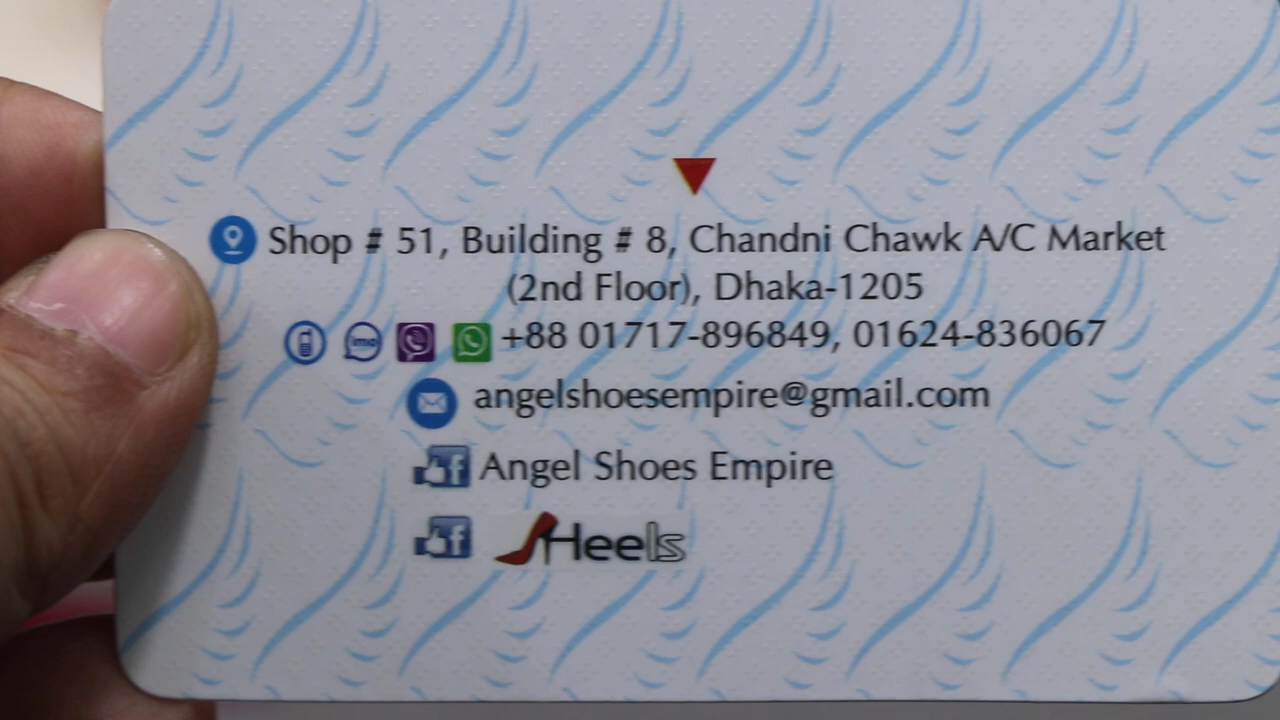 Shop # 51, Building # 8, Chandni Chawk A/C Market
(2nd Floor), Dhaka-1205
imo +88 01717-896849, 01624-836067
angelshoesempire@gmail.com
f Angel Shoes Empire
f Heels